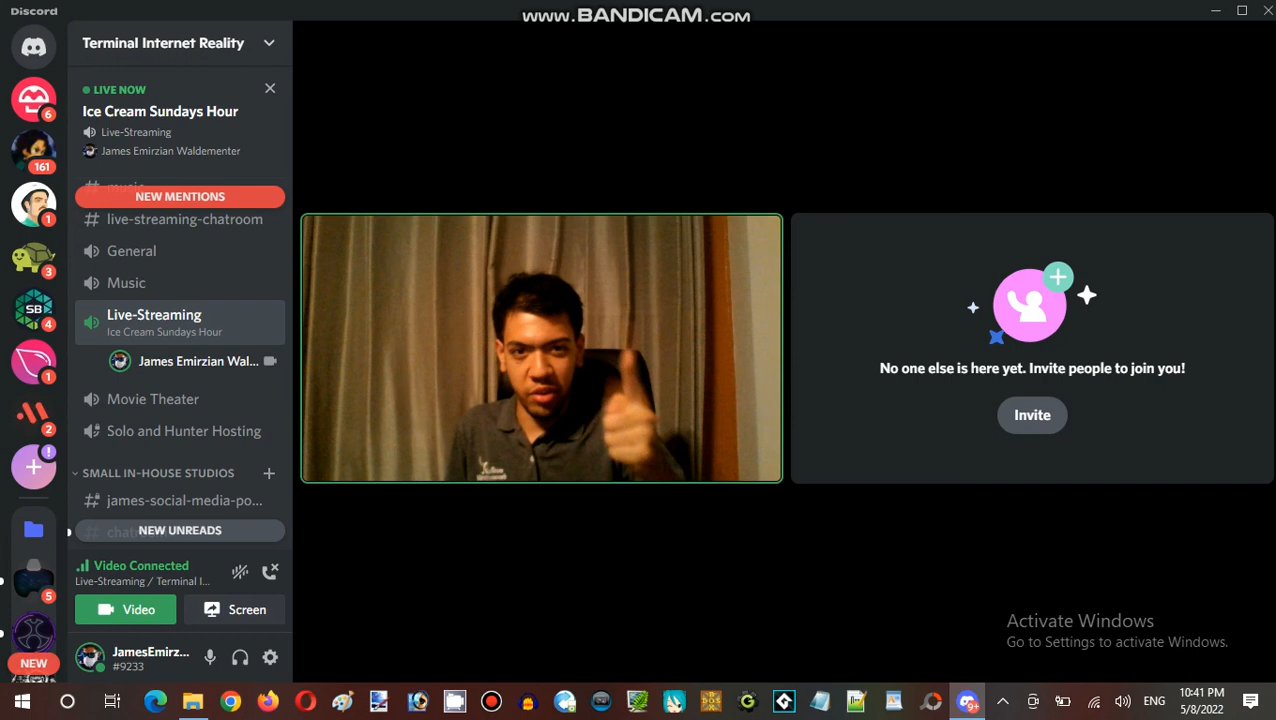 Discord
www.BANDICAM.com
Terminal Internet Reality
LIVE NOW
Ice Cream Sundays Hour
Live-Streaming
James Emirzian Waldementer
music
NEW MENTIONS
live-streaming-chatroom
General
Music
Live-Streaming
Ice Cream Sundays Hour
James Emirzian Wal...
Movie Theater
Solo and Hunter Hosting
SMALL IN-HOUSE STUDIOS
james-social-media-po...
NEW UNREADS
Video Connected
Live-Streaming / Terminal I...
Video
Screen
JamesEmirz...
#9233
6
161
1
3
SB
4
1
2
5
NEW
No one else is here yet. Invite people to join you!
Invite
Activate Windows
Go to Settings to activate Windows.
9+
ENG
10:41 PM
5/8/2022